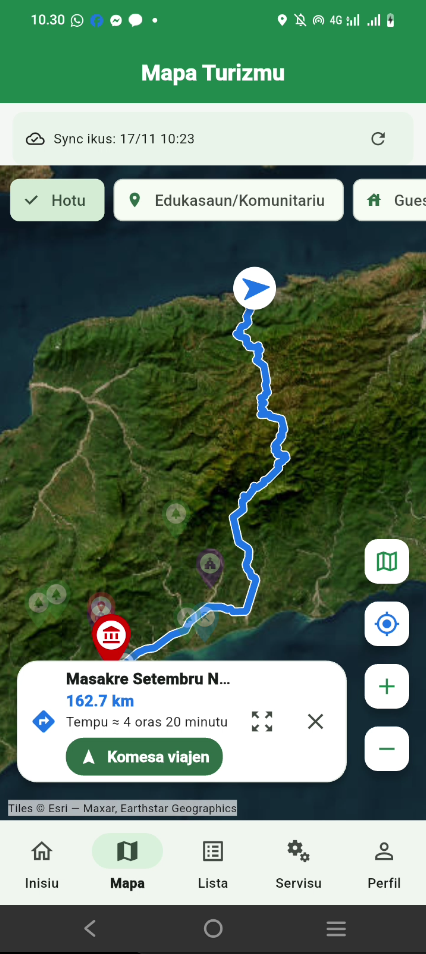 10.30
4G
Mapa Turizmu
Sync ikus: 17/11 10:23
Hotu
Edukasaun/Komunitariu
Gues
Masakre Setembru N...
162.7 km
Tempu ≈ 4 oras 20 minutu
Komesa viajen
Tiles © Esri — Maxar, Earthstar Geographics
Inisiu
Mapa
Lista
Servisu
Perfil